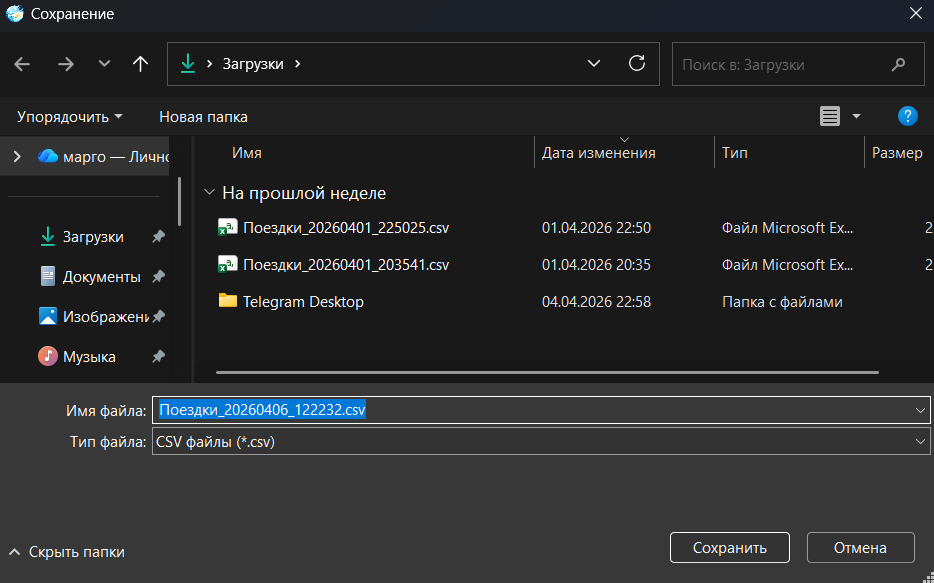 Сохранение
Загрузки
Поиск в: Загрузки
Упорядочить
Новая папка
?
марго — Лично
Загрузки
Документы
Изображени
Музыка
Имя
Дата изменения
Тип
Размер
На прошлой неделе
Поездки_20260401_225025.csv 01.04.2026 22:50 Файл Microsoft Ex... 2
Поездки_20260401_203541.csv 01.04.2026 20:35 Файл Microsoft Ex... 2
Telegram Desktop 04.04.2026 22:58 Папка с файлами
Имя файла: Поездки_20260406_122232.csv
Тип файла: CSV файлы (*.csv)
Скрыть папки
Сохранить
Отмена